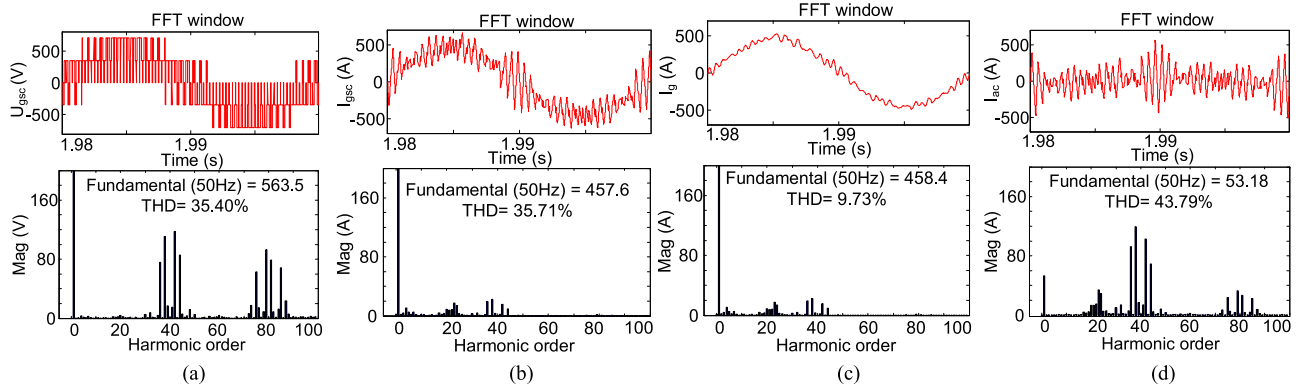 FFT window
500
0
-500
U_gsc (V)
1.98
1.99
Time (s)
160
80
0
Mag (V)
Fundamental (50Hz) = 563.5
THD= 35.40%
0 20 40 60 80 100
Harmonic order
(a)
FFT window
500
0
-500
I_gsc (A)
1.98
1.99
Time (s)
160
80
0
Mag (A)
Fundamental (50Hz) = 457.6
THD= 35.71%
0 20 40 60 80 100
Harmonic order
(b)
FFT window
500
0
-500
I_g (A)
1.98
1.99
Time (s)
160
80
0
Mag (A)
Fundamental (50Hz) = 458.4
THD= 9.73%
0 20 40 60 80 100
Harmonic order
(c)
FFT window
500
0
-500
I_ac (A)
1.98
1.99
Time (s)
160
80
0
Mag (A)
Fundamental (50Hz) = 53.18
THD= 43.79%
0 20 40 60 80 100
Harmonic order
(d)